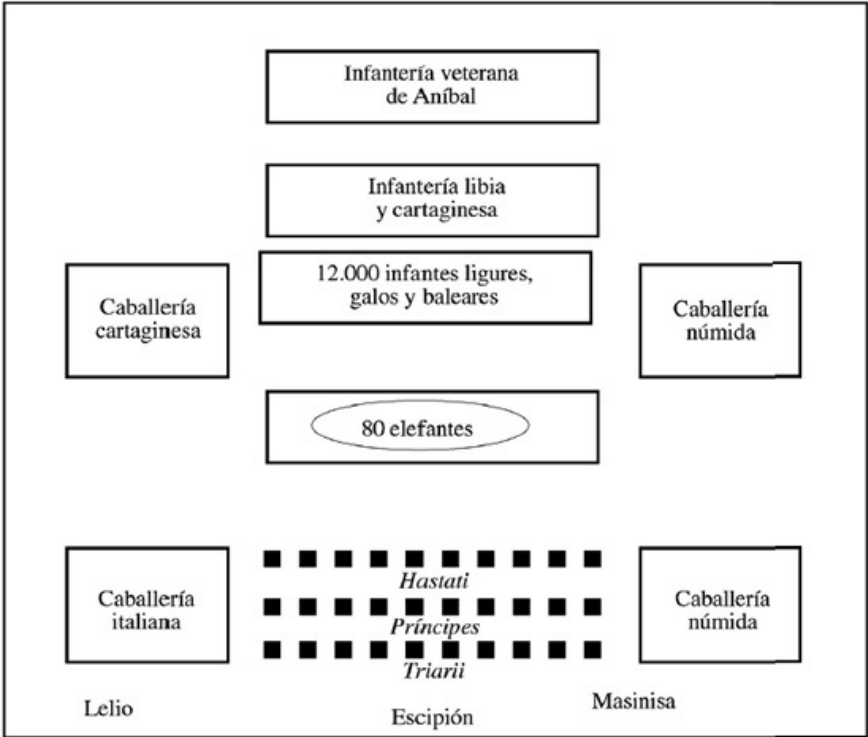 Infantería veterana
de Aníbal
Infantería libia
y cartaginesa
12.000 infantes ligures,
galos y baleares
Caballería
cartaginesa
Caballería
númida
80 elefantes
Caballería
italiana
Hastati
Príncipes
Triarii
Caballería
númida
Lelio
Escipión
Masinisa